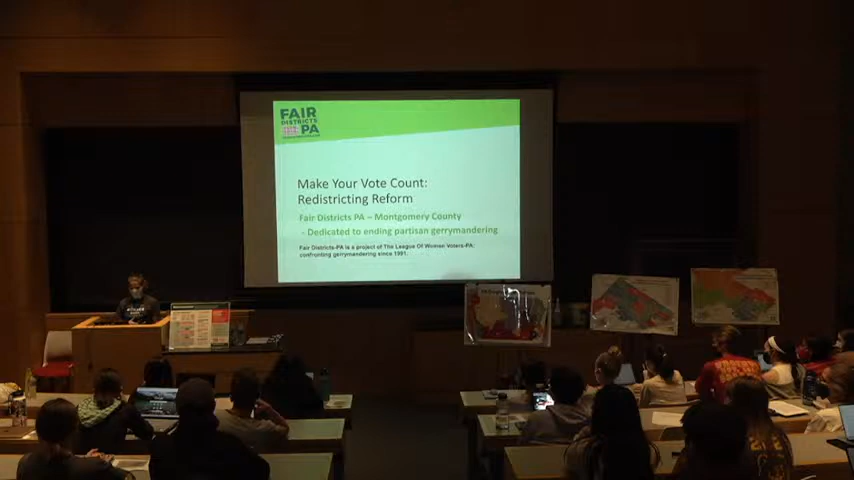 FAIR
DISTRICTS
PA
Make Your Vote Count:
Redistricting Reform
Fair Districts PA – Montgomery County
- Dedicated to ending partisan gerrymandering
Fair Districts-PA is a project of The League Of Women Voters-PA:
confronting gerrymandering since 1991.